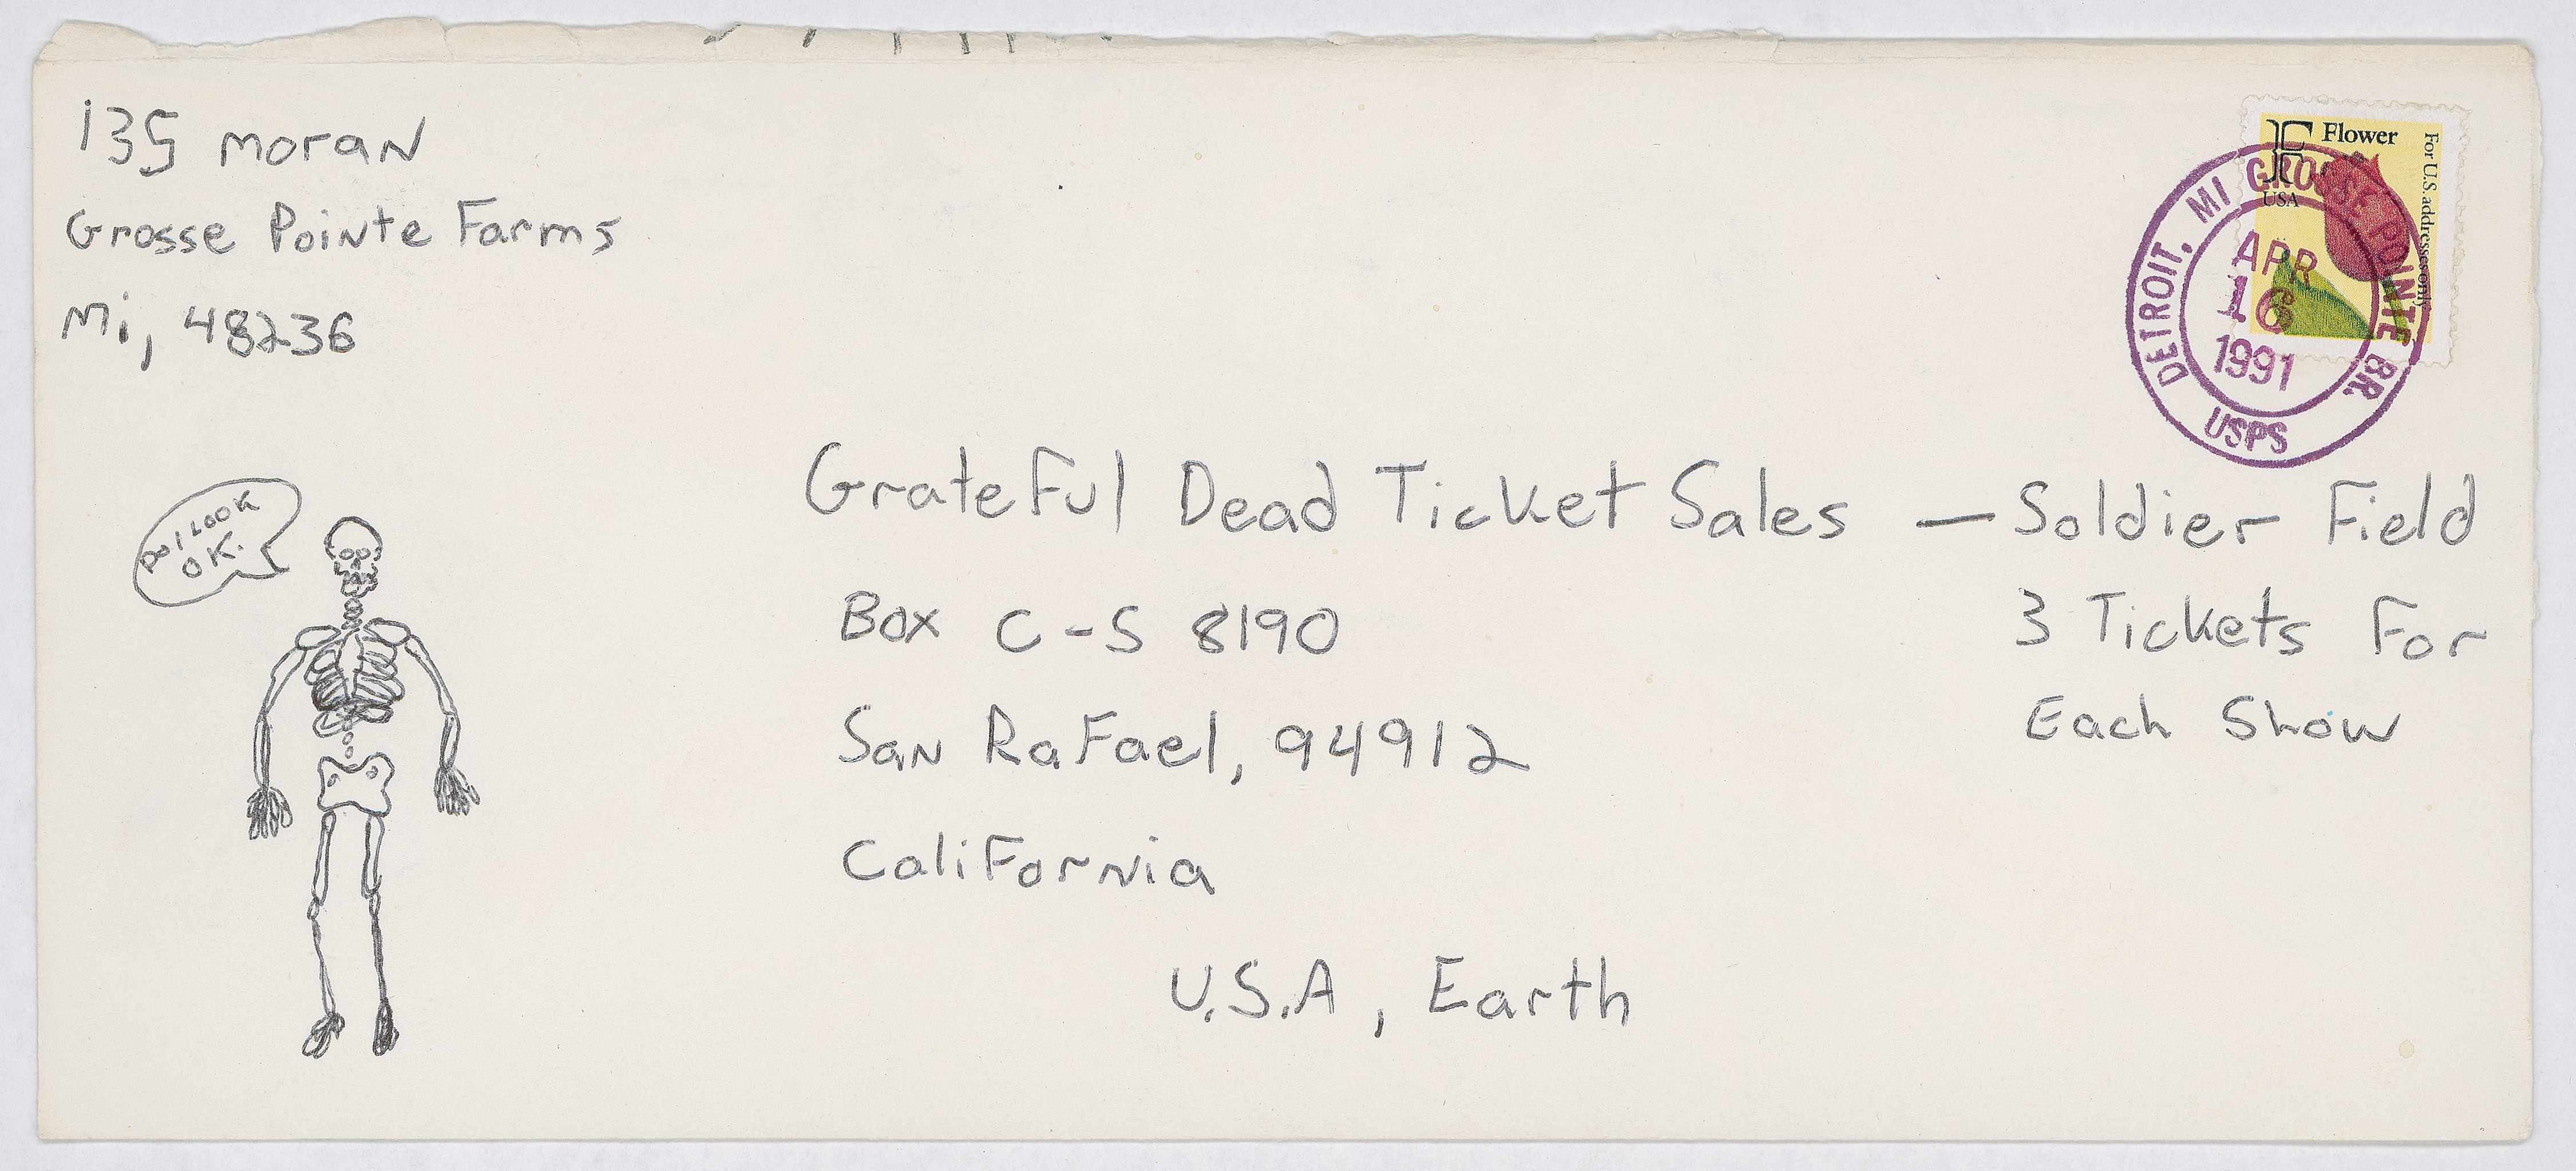 135 Moran
Grosse Pointe Farms
Mi, 48236
F Flower
USA
For U.S. addresses only
DETROIT, MI GROSSE POINTE BR.
APR
16
1991
USPS
DO I LOOK
OK.
Grateful Dead Ticket Sales — Soldier Field
3 Tickets For
Each Show
Box C-S 8190
San Rafael, 94912
California
U.S.A, Earth